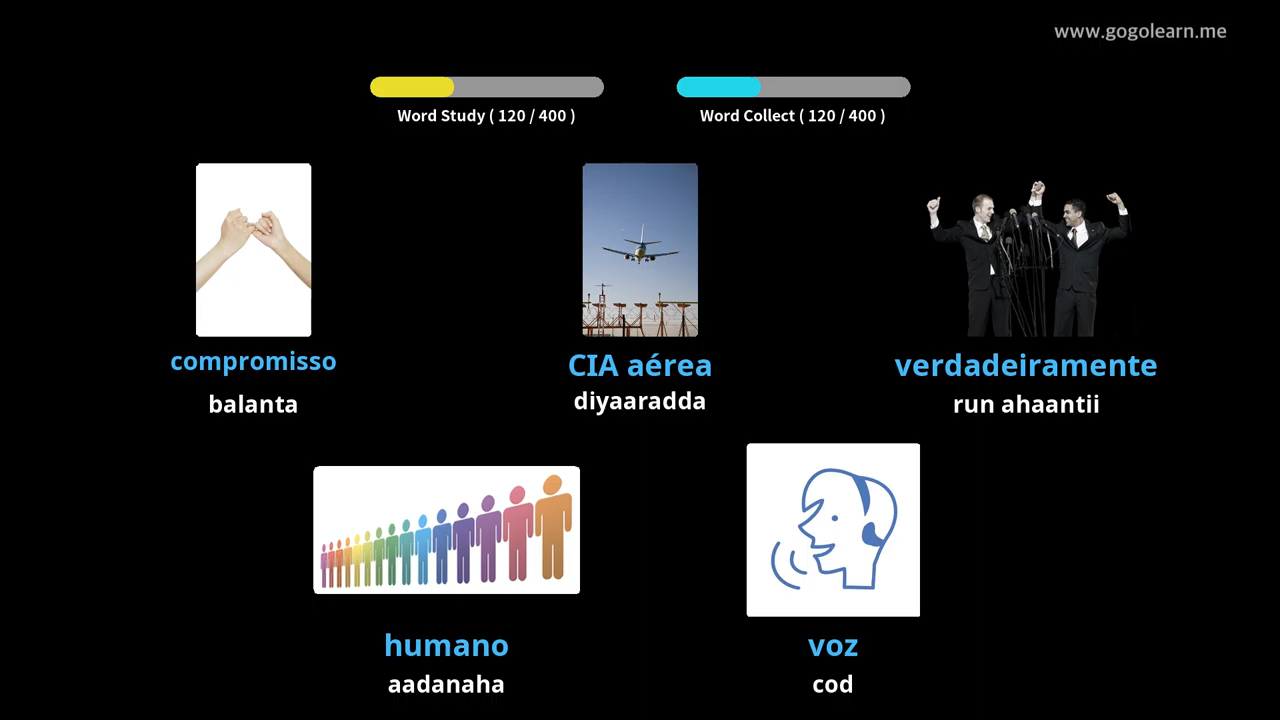 www.gogolearn.me
Word Study ( 120 / 400 )
Word Collect ( 120 / 400 )
compromisso
balanta
CIA aérea
diyaaradda
verdadeiramente
run ahaantii
humano
aadanaha
voz
cod